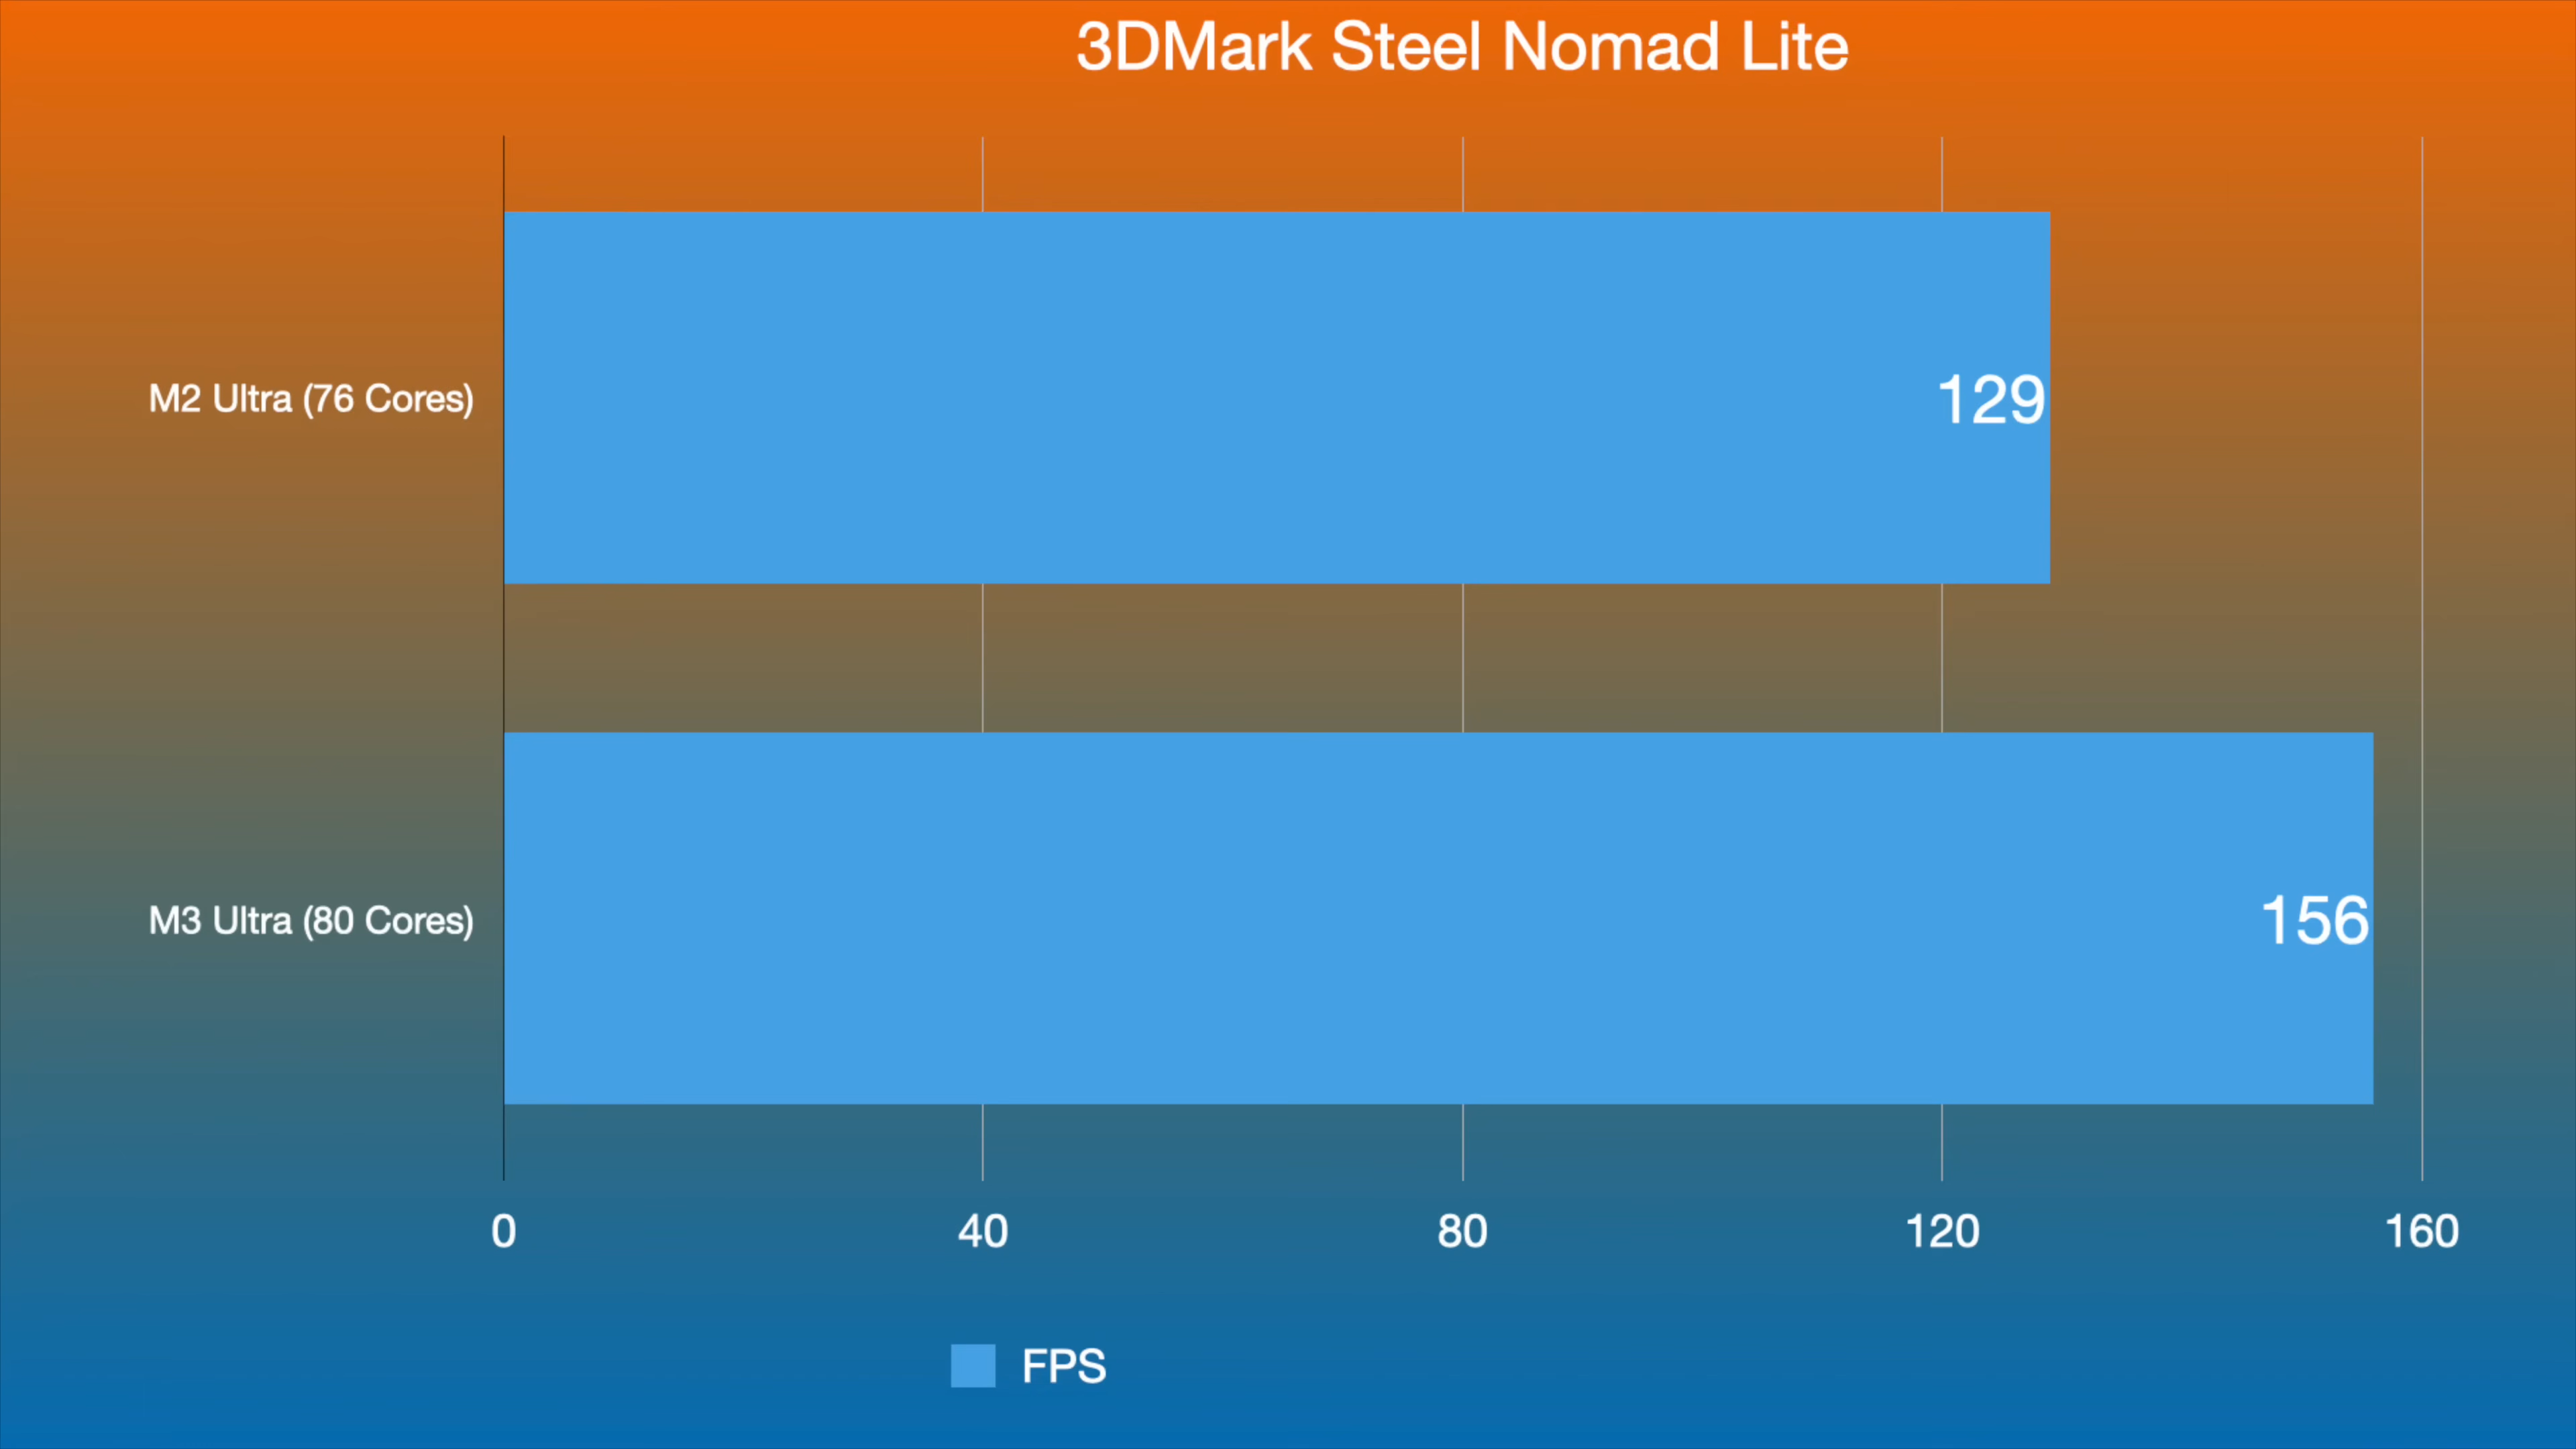 3DMark Steel Nomad Lite
M2 Ultra (76 Cores)
129
M3 Ultra (80 Cores)
156
0 40 80 120 160
FPS